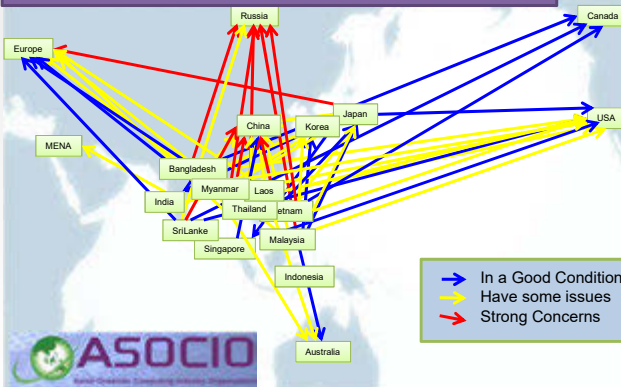 Russia
Canada
Europe
Japan
USA
China
Korea
MENA
Bangladesh
Myanmar
Laos
India
Thailand
etnam
SriLanke
Malaysia
Singapore
Indonesia
Australia
In a Good Condition
Have some issues
Strong Concerns
ASOCIO